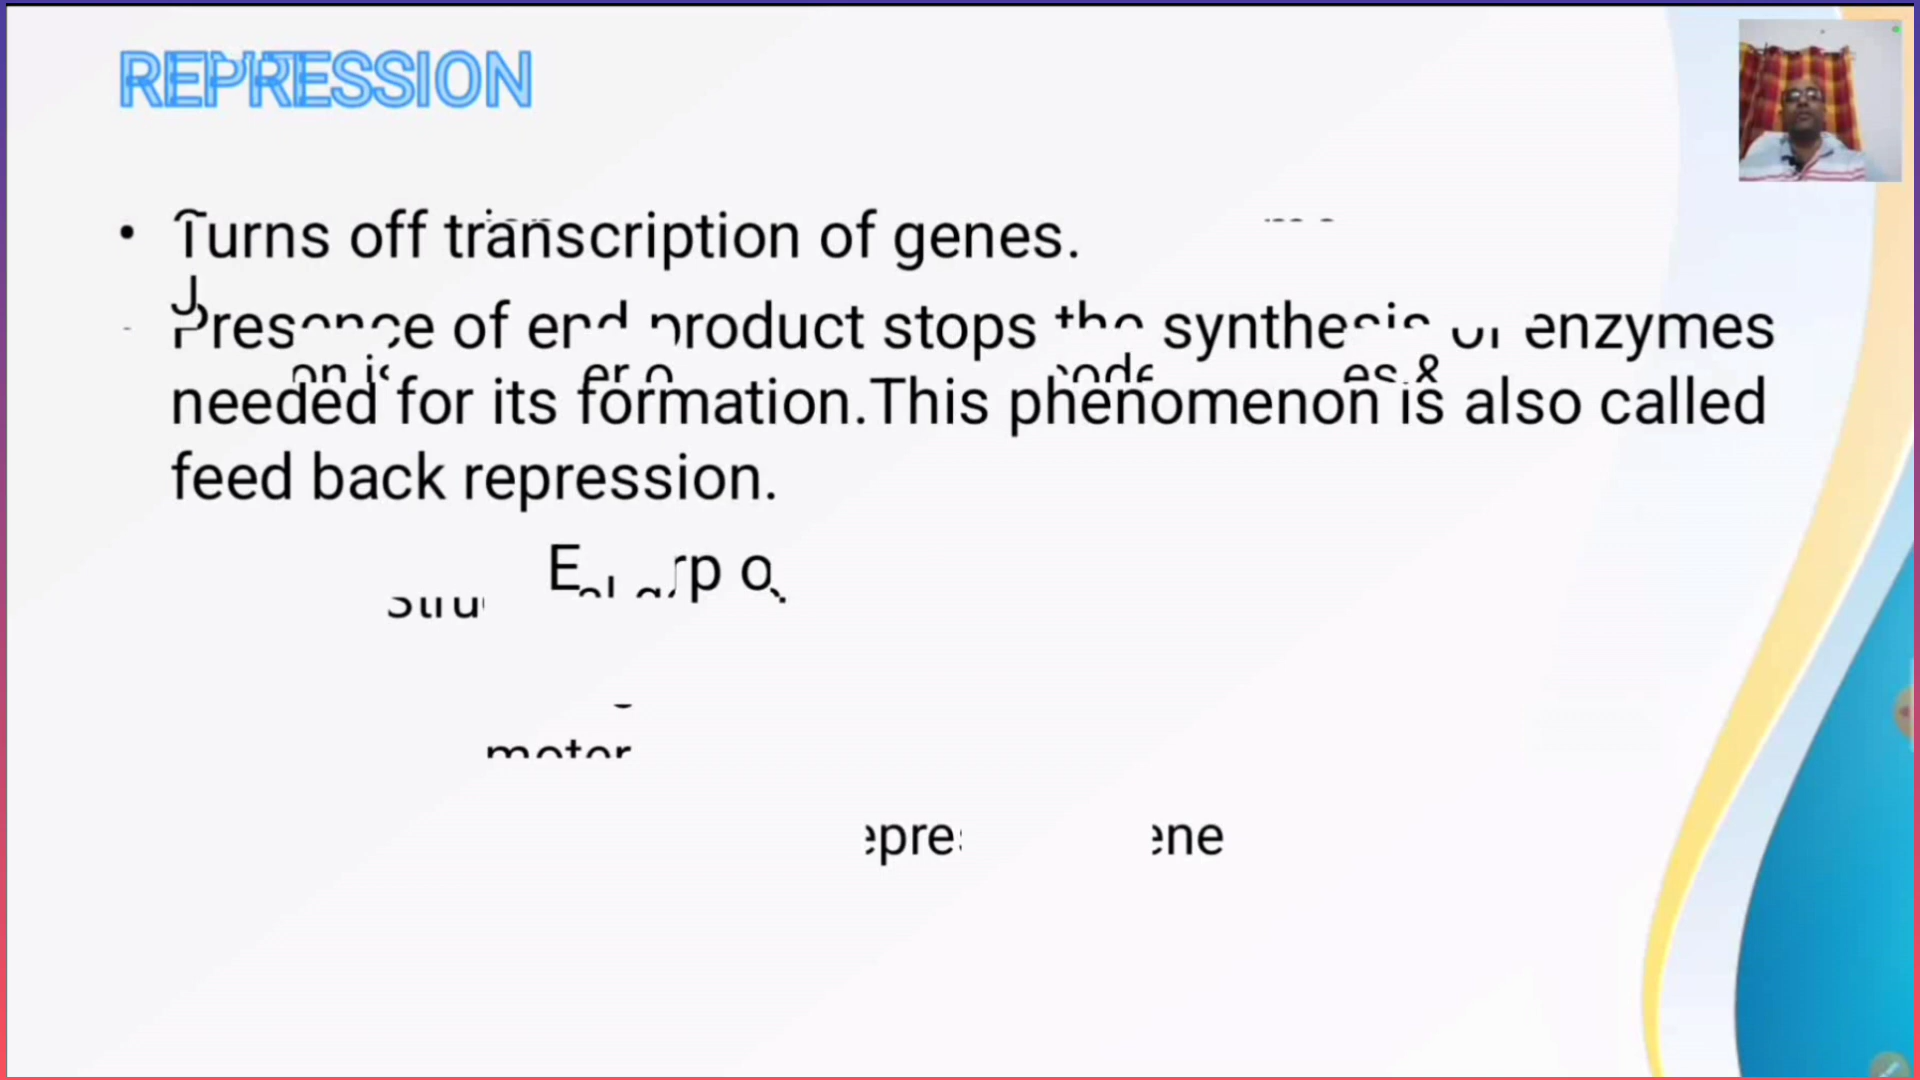 REPRESSION
• Turns off transcription of genes.
Presence of end product stops the synthesis of enzymes
needed for its formation.This phenomenon is also called
feed back repression.